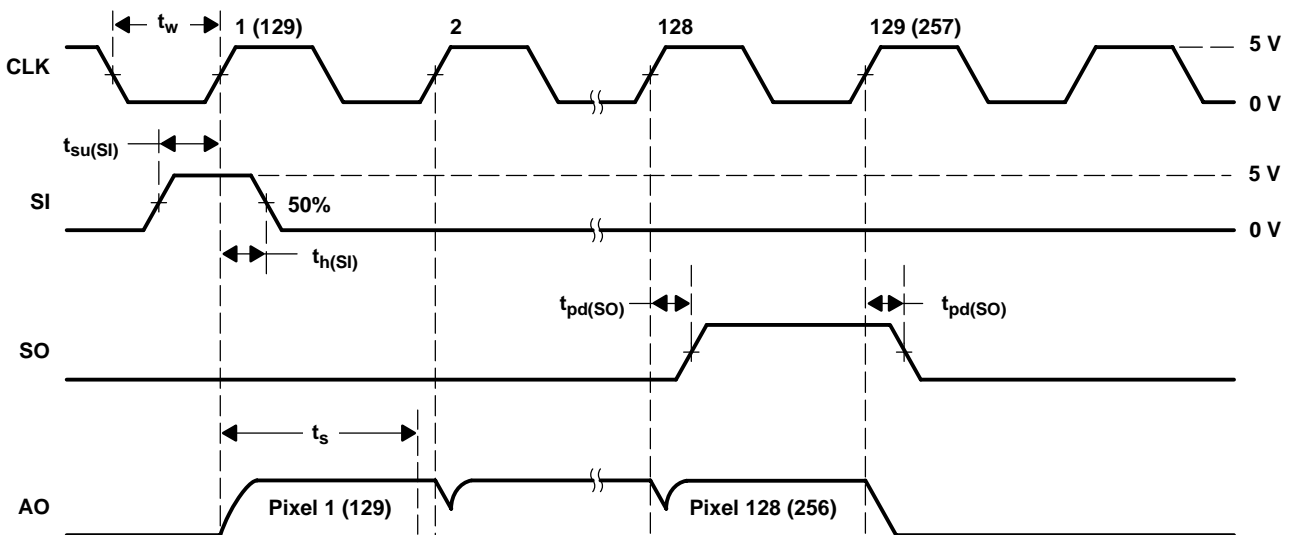 t_w
1 (129)
2
128
129 (257)
5 V
CLK
0 V
t_su(SI)
5 V
SI
50%
0 V
t_h(SI)
t_pd(SO)
t_pd(SO)
SO
t_s
AO
Pixel 1 (129)
Pixel 128 (256)